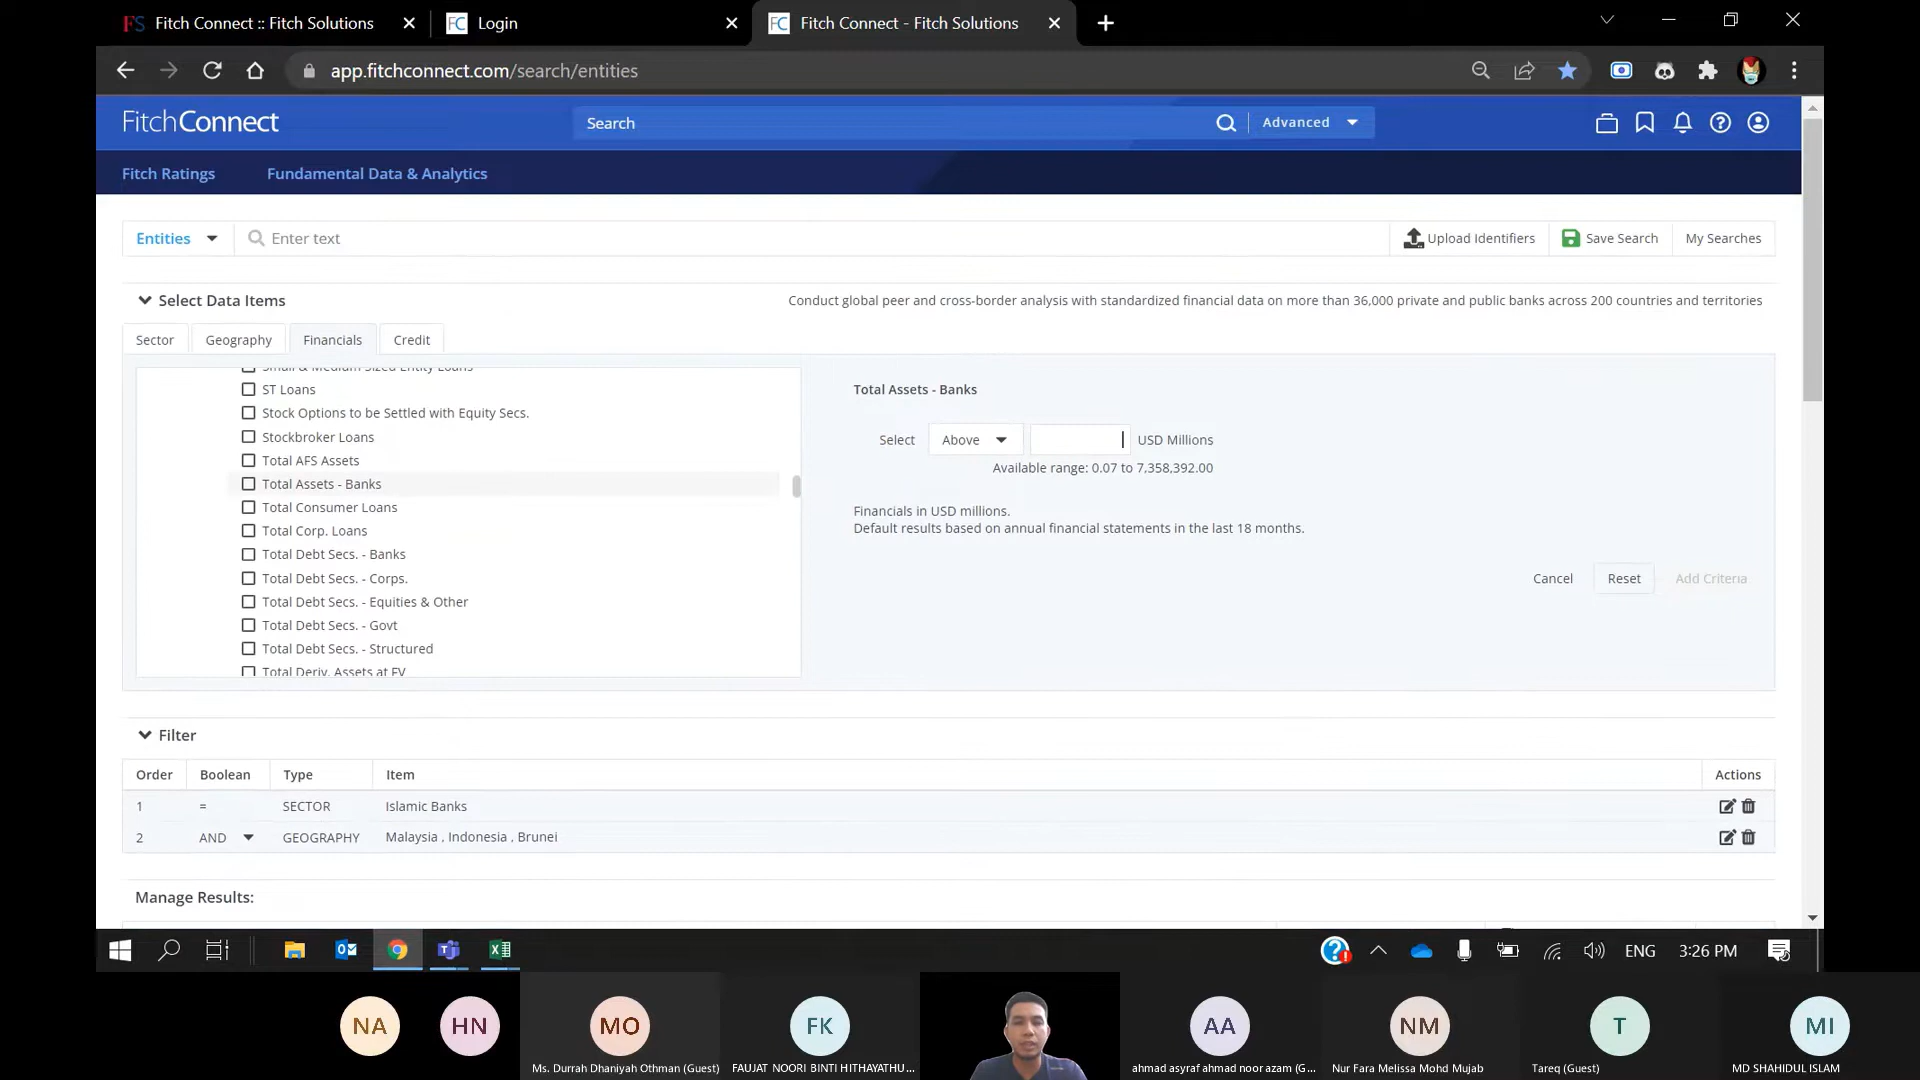 FS Fitch Connect :: Fitch Solutions
FC Login
FC Fitch Connect - Fitch Solutions
app.fitchconnect.com/search/entities
FitchConnect
Search
Advanced
Fitch Ratings
Fundamental Data & Analytics
Entities
Enter text
Upload Identifiers
Save Search
My Searches
Select Data Items
Conduct global peer and cross-border analysis with standardized financial data on more than 36,000 private and public banks across 200 countries and territories
Sector
Geography
Financials
Credit
Small & Medium Sized Entity Loans
ST Loans
Stock Options to be Settled with Equity Secs.
Stockbroker Loans
Total AFS Assets
Total Assets - Banks
Total Consumer Loans
Total Corp. Loans
Total Debt Secs. - Banks
Total Debt Secs. - Corps.
Total Debt Secs. - Equities & Other
Total Debt Secs. - Govt
Total Debt Secs. - Structured
Total Deriv. Assets at FV
Total Assets - Banks
Select Above USD Millions
Available range: 0.07 to 7,358,392.00
Financials in USD millions.
Default results based on annual financial statements in the last 18 months.
Cancel
Reset
Add Criteria
Filter
Order Boolean Type Item Actions
1 = SECTOR Islamic Banks
2 AND GEOGRAPHY Malaysia , Indonesia , Brunei
Manage Results:
ENG
3:26 PM
NA
HN
MO
FK
AA
NM
T
MI
Ms. Durrah Dhaniyah Othman (Guest)
FAUJAT NOORI BINTI HITHAYATHU...
ahmad asyraf ahmad noor azam (G...
Nur Fara Melissa Mohd Mujab
Tareq (Guest)
MD SHAHIDUL ISLAM